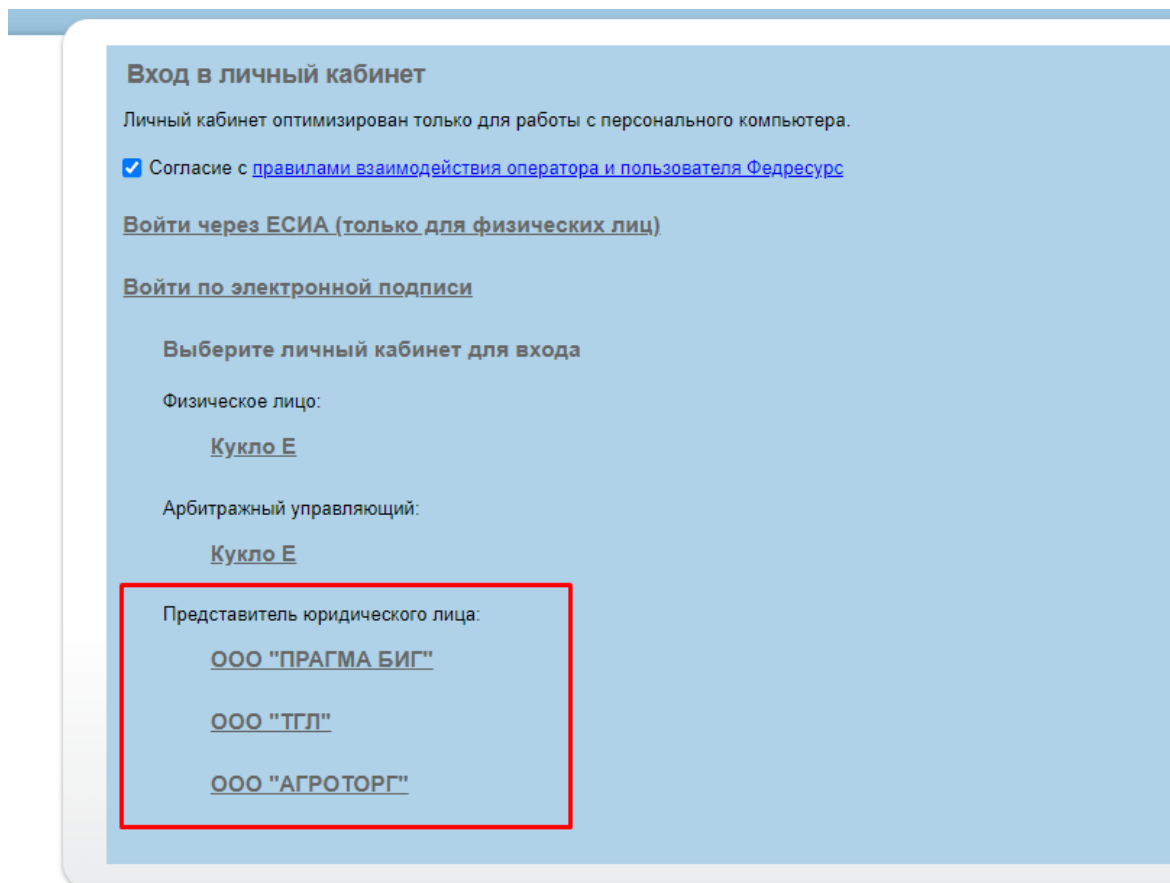 Вход в личный кабинет
Личный кабинет оптимизирован только для работы с персонального компьютера.
Согласие с правилами взаимодействия оператора и пользователя Федресурс
Войти через ЕСИА (только для физических лиц)
Войти по электронной подписи
Выберите личный кабинет для входа
Физическое лицо:
Кукло Е
Арбитражный управляющий:
Кукло Е
Представитель юридического лица:
ООО "ПРАГМА БИГ"
ООО "ТГЛ"
ООО "АГРОТОРГ"